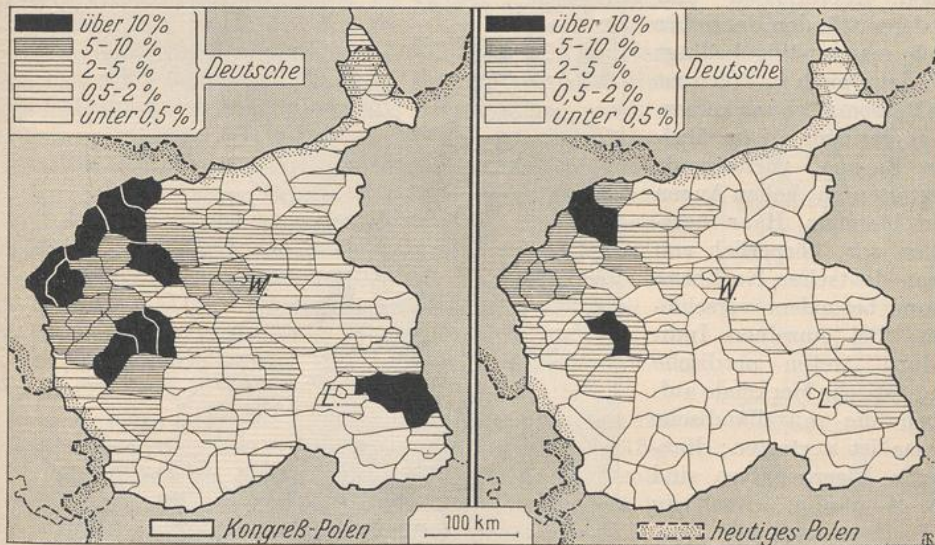 über 10%
5-10 %
2-5 %
0,5-2 %
unter 0,5 %
Deutsche
W.
L.
über 10%
5-10 %
2-5 %
0,5-2 %
unter 0,5 %
Deutsche
W.
L.
Kongreß-Polen
100 km
heutiges Polen